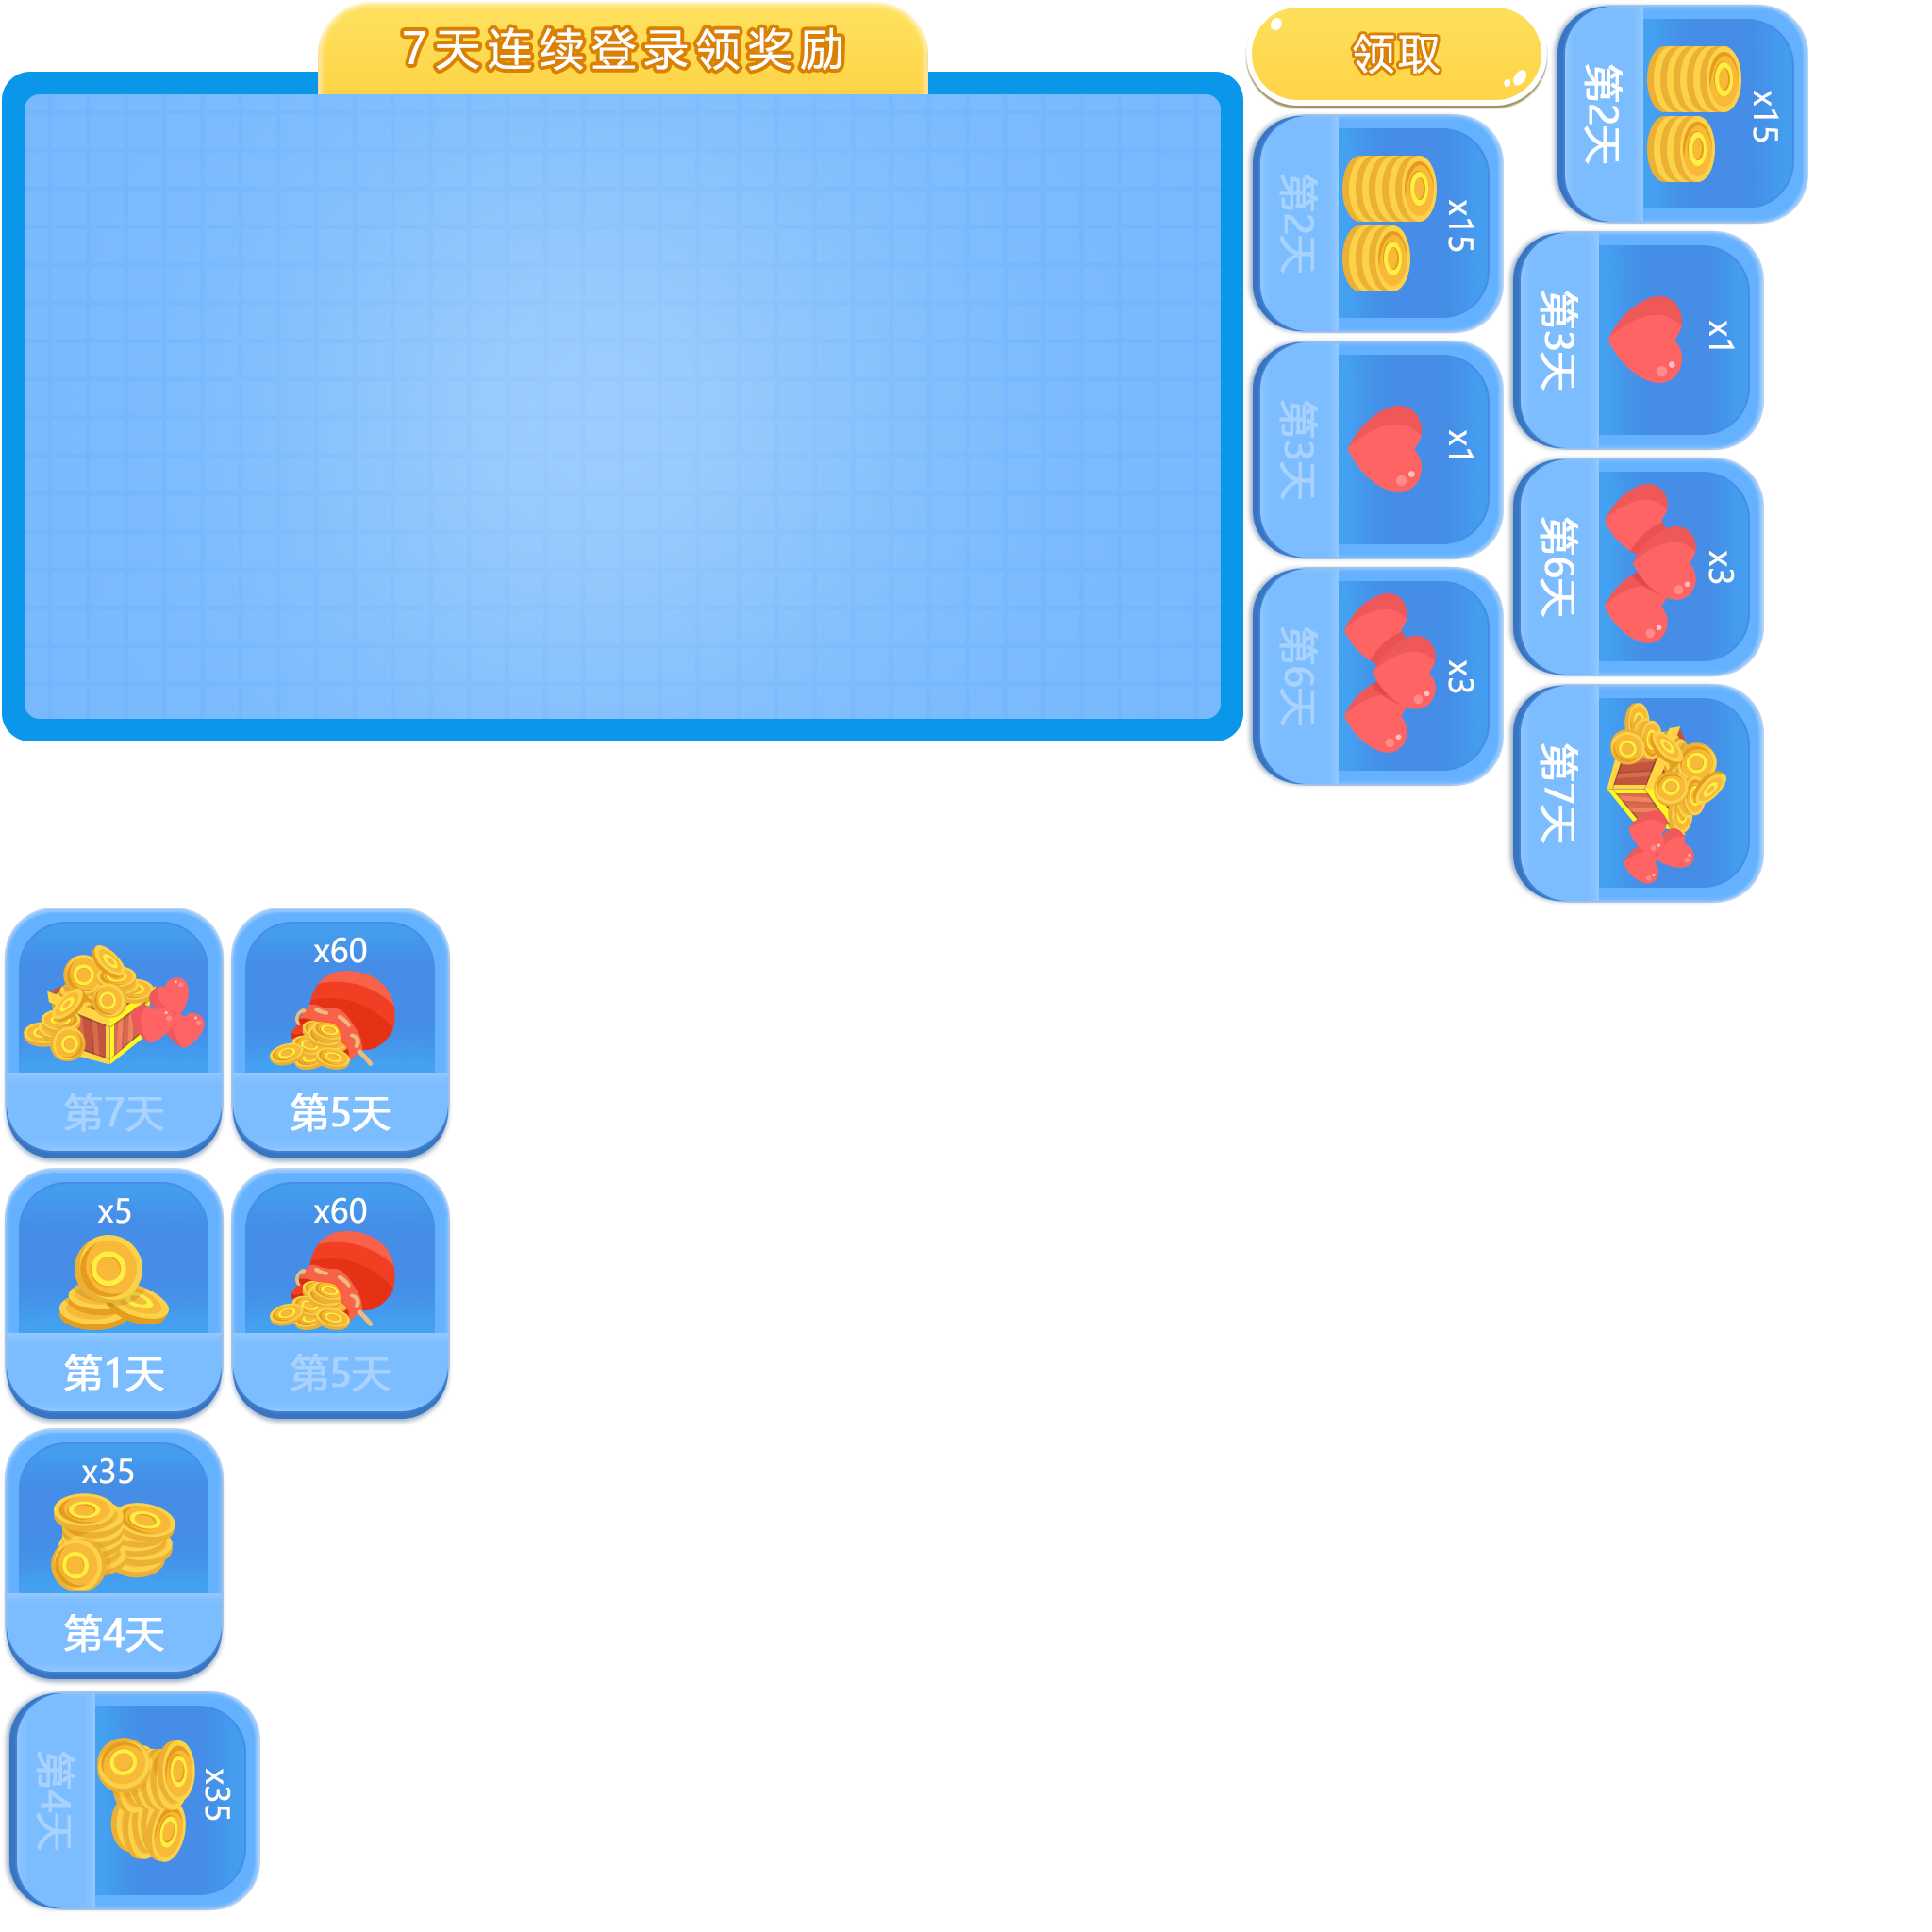 7天连续登录领奖励
领取
x15
第2天
x15
第2天
x1
第3天
x1
第3天
x3
第6天
x3
第6天
第7天
第7天
x60
第5天
x5
第1天
x60
第5天
x35
第4天
x35
第4天